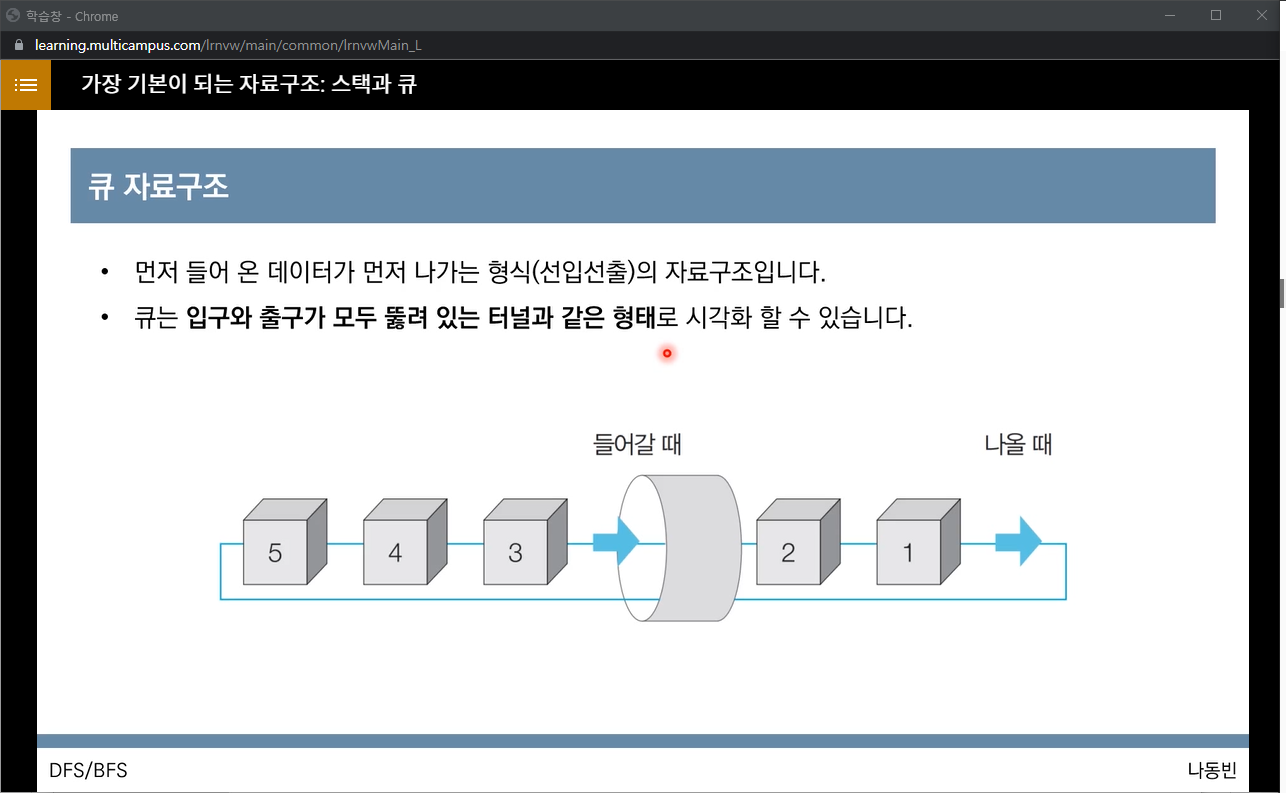 학습창 - Chrome
learning.multicampus.com/lrnvw/main/common/lrnvwMain_L
가장 기본이 되는 자료구조: 스택과 큐
큐 자료구조
• 먼저 들어 온 데이터가 먼저 나가는 형식(선입선출)의 자료구조입니다.
• 큐는 입구와 출구가 모두 뚫려 있는 터널과 같은 형태로 시각화 할 수 있습니다.
들어갈 때 나올 때
5 4 3 2 1
DFS/BFS 나동빈